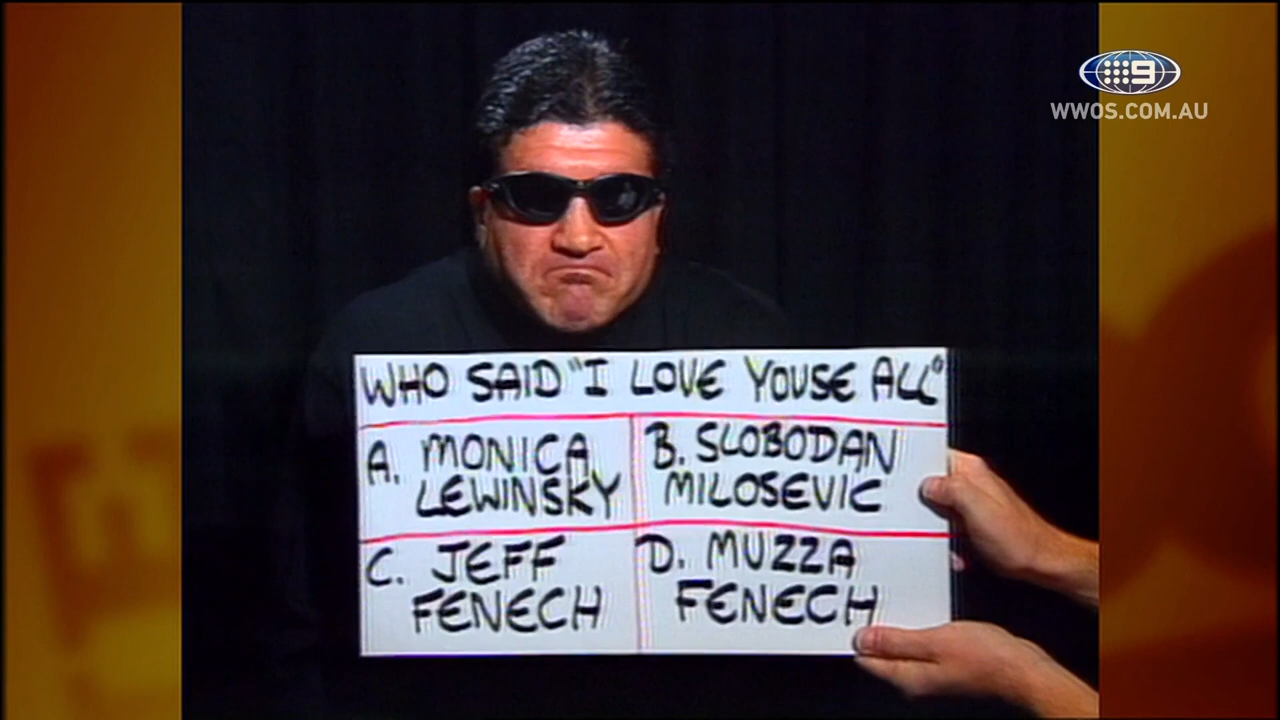 9
WWOS.COM.AU
WHO SAID "I LOVE YOUSE ALL"
A. MONICA
LEWINSKY
B. SLOBODAN
MILOSEVIC
C. JEFF
FENECH
D. MUZZA
FENECH